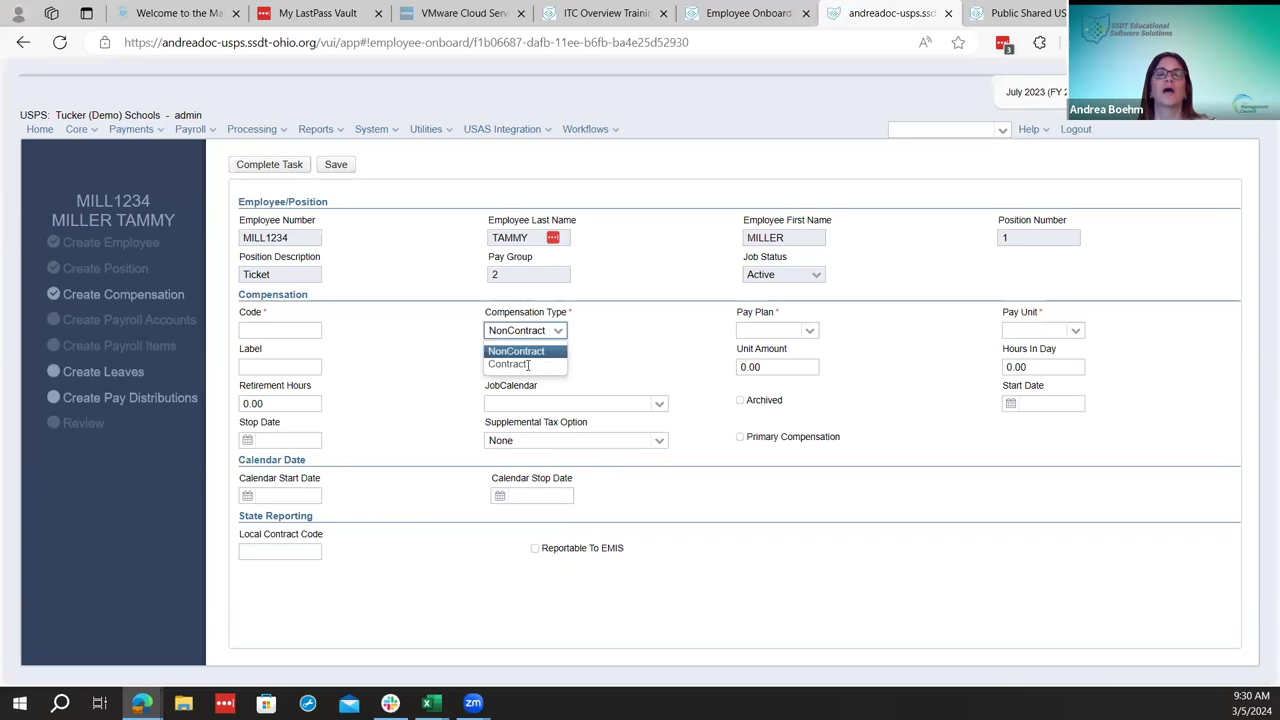 Welcome to the Ma
My LastPass Vault
VMware Cloud Servic
ITC Overview Trainin
Employee Onboardi
andreadoc-usps.ssd
Public Shared US
https://andreadoc-usps.ssdt-ohio.org/vui/app#!employee-onboard/f1b06687-dafb-11ee-b6fb-ba4e25d52930
3
SSDT Educational
Software Solutions
Management
Council
Andrea Boehm
July 2023 (FY 2
USPS: Tucker (Demo) Schools - admin
Home Core Payments Payroll Processing Reports System Utilities USAS Integration Workflows Help Logout
MILL1234
MILLER TAMMY
Create Employee
Create Position
Create Compensation
Create Payroll Accounts
Create Payroll Items
Create Leaves
Create Pay Distributions
Review
Complete Task Save
Employee/Position
Employee Number Employee Last Name Employee First Name Position Number
MILL1234 TAMMY MILLER 1
Position Description Pay Group Job Status
Ticket 2 Active
Compensation
Code * Compensation Type * Pay Plan * Pay Unit *
NonContract
NonContract
Contract
Label Unit Amount Hours In Day
0.00 0.00
Retirement Hours JobCalendar Archived Start Date
0.00
Stop Date Supplemental Tax Option Primary Compensation
None
Calendar Date
Calendar Start Date Calendar Stop Date
State Reporting
Local Contract Code Reportable To EMIS
9:30 AM
3/5/2024